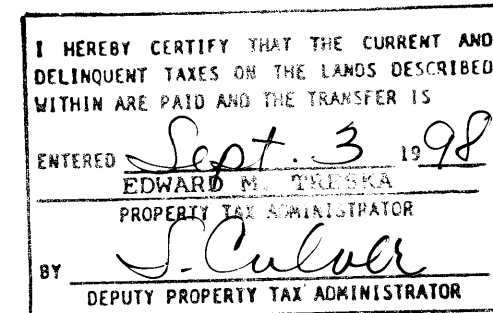 I HEREBY CERTIFY THAT THE CURRENT AND
DELINQUENT TAXES ON THE LANDS DESCRIBED
WITHIN ARE PAID AND THE TRANSFER IS
ENTERED Sept. 3 1998
EDWARD M. TRESKA
PROPERTY TAX ADMINISTRATOR
BY S. Culver
DEPUTY PROPERTY TAX ADMINISTRATOR